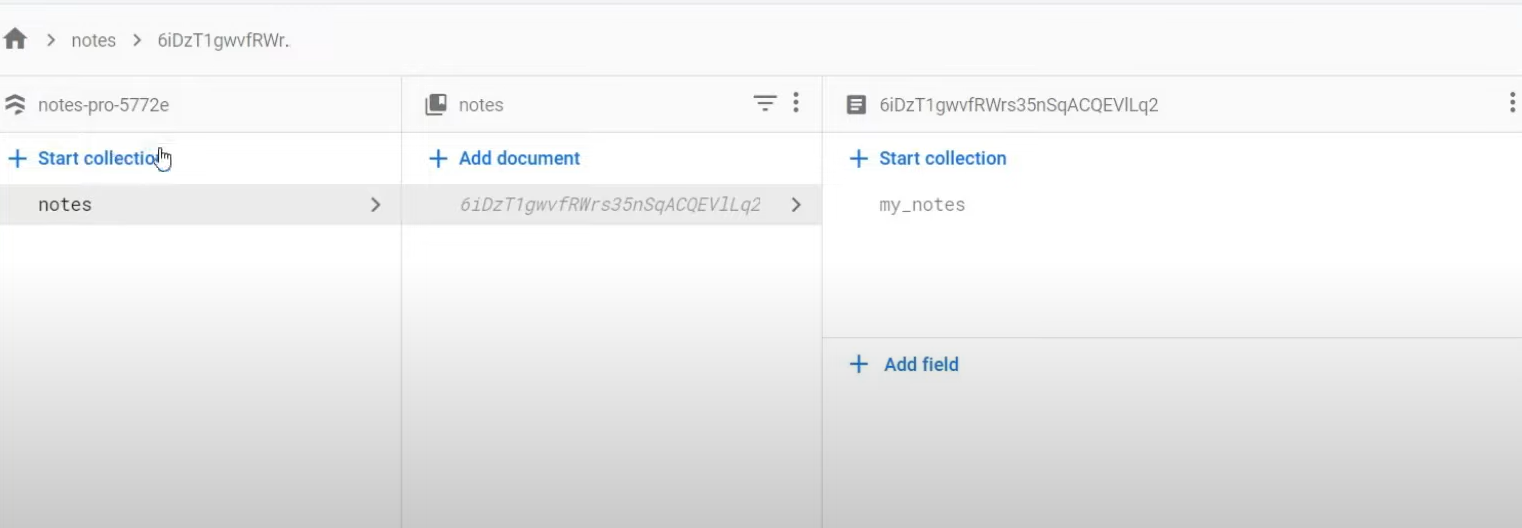 notes > 6iDzT1gwvfRWr.
notes-pro-5772e
+ Start collection
notes
notes
+ Add document
6iDzT1gwvfRWrs35nSqACQEVlLq2
6iDzT1gwvfRWrs35nSqACQEVlLq2
+ Start collection
my_notes
+ Add field